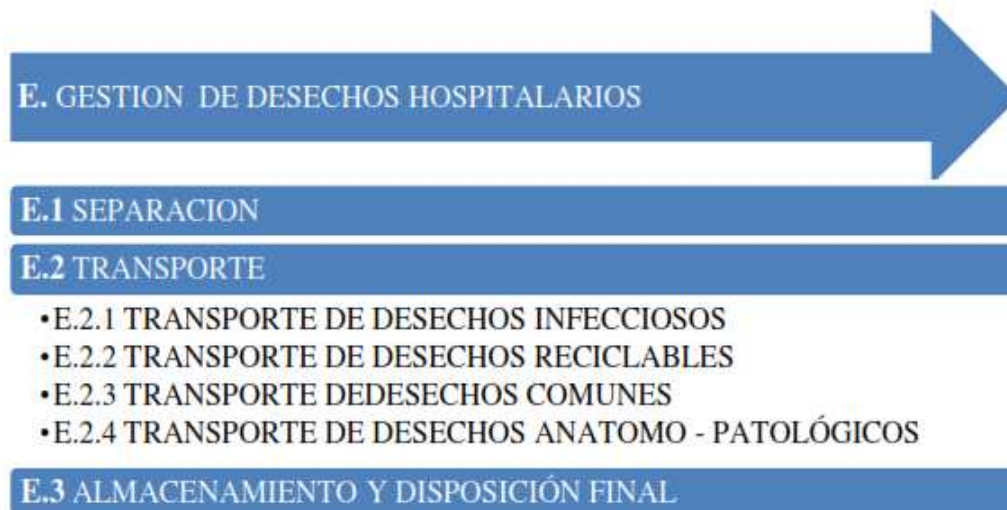 E. GESTION DE DESECHOS HOSPITALARIOS
E.1 SEPARACION
E.2 TRANSPORTE
•E.2.1 TRANSPORTE DE DESECHOS INFECCIOSOS
•E.2.2 TRANSPORTE DE DESECHOS RECICLABLES
•E.2.3 TRANSPORTE DEDESECHOS COMUNES
•E.2.4 TRANSPORTE DE DESECHOS ANATOMO - PATOLÓGICOS
E.3 ALMACENAMIENTO Y DISPOSICIÓN FINAL